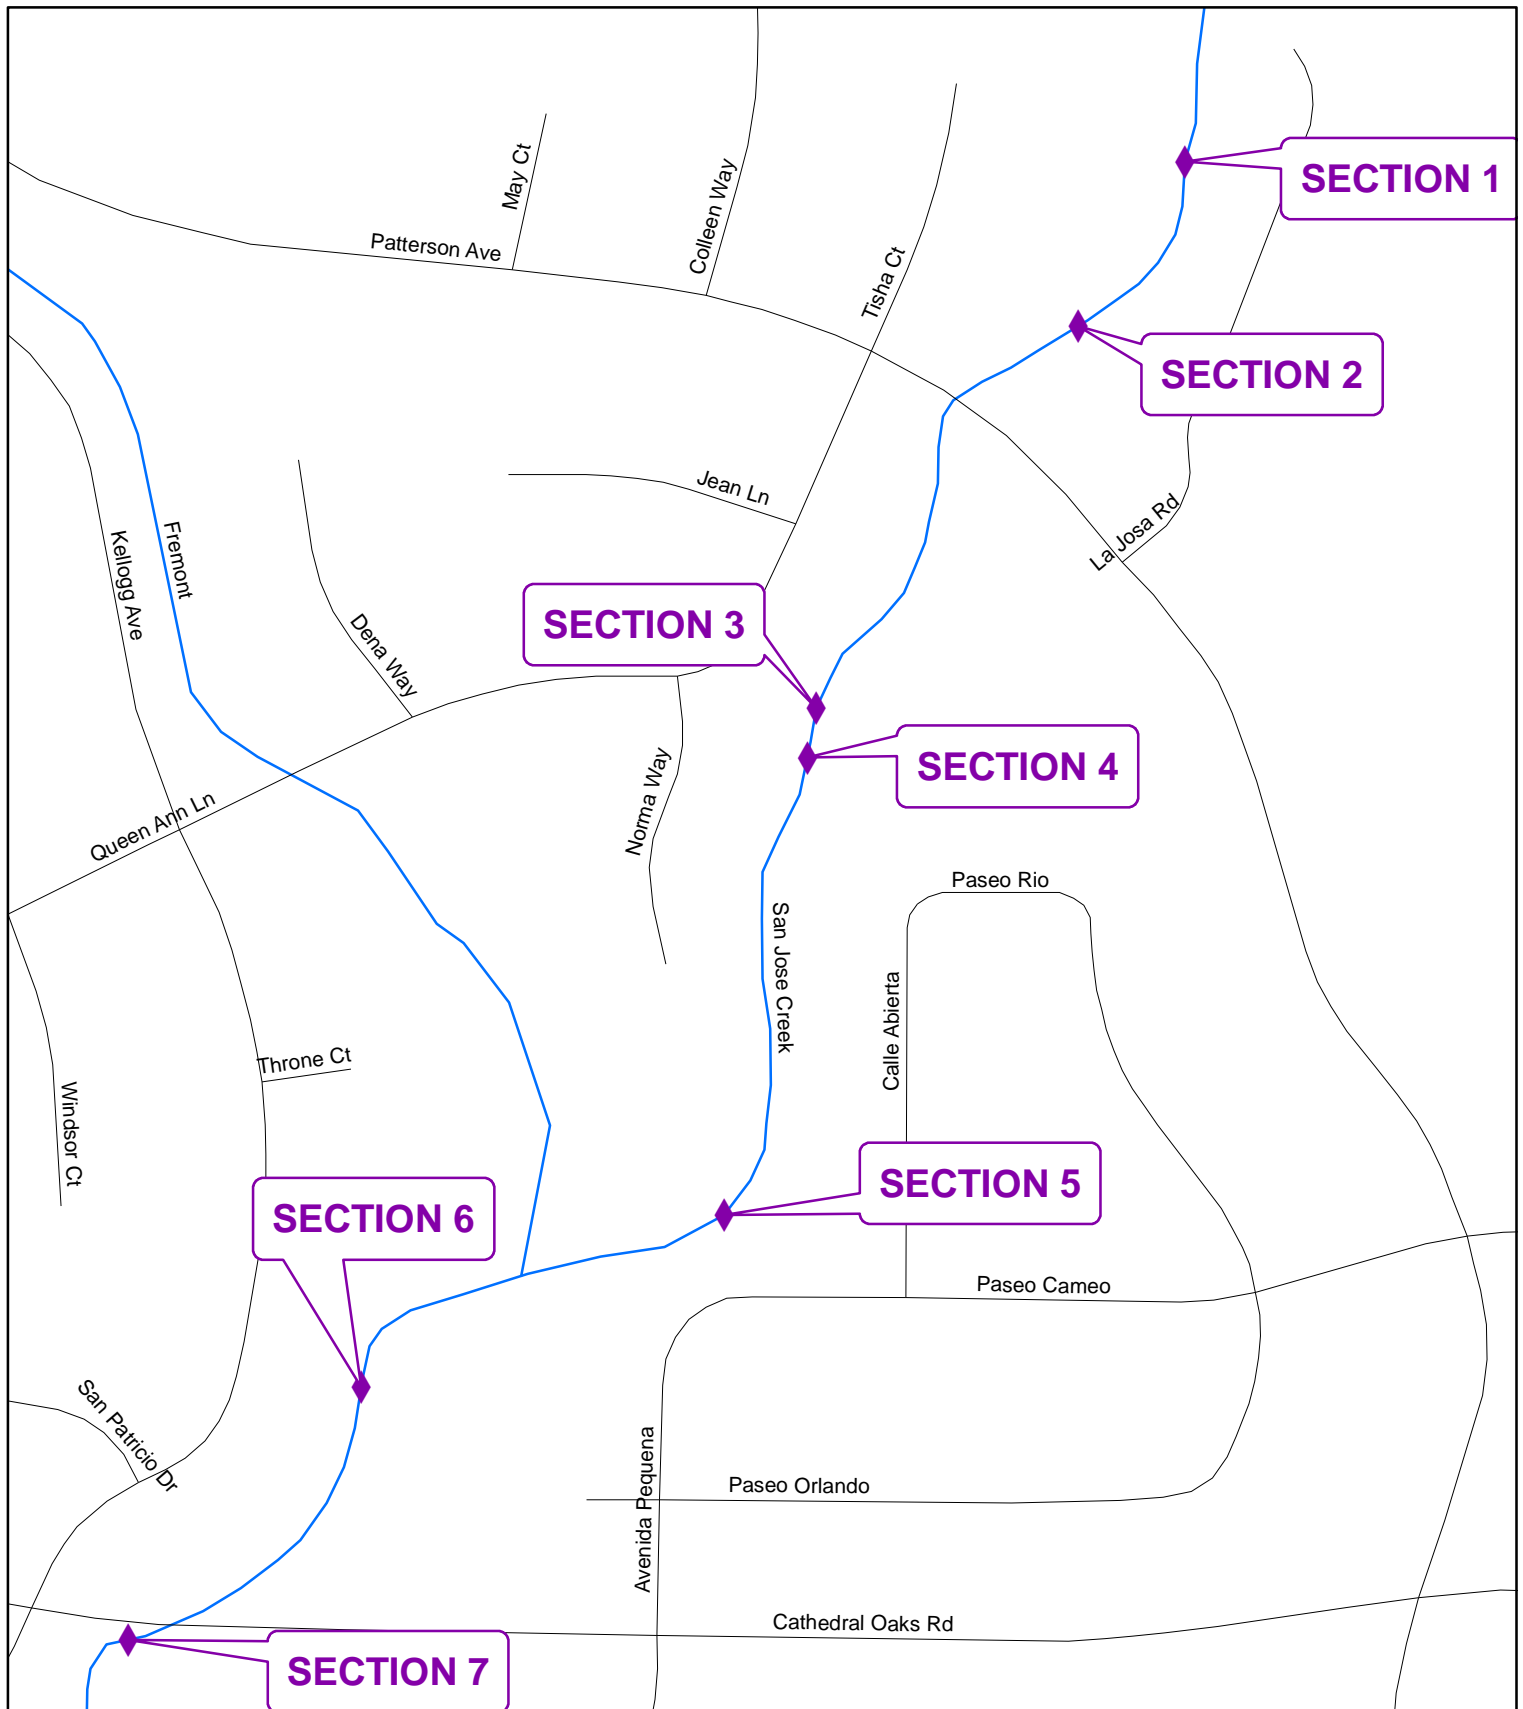 May Ct
Colleen Way
SECTION 1
Patterson Ave
Tisha Ct
SECTION 2
Jean Ln
La Josa Rd
Fremont
Kellogg Ave
SECTION 3
Dena Way
SECTION 4
Norma Way
Queen Ann Ln
Paseo Rio
San Jose Creek
Calle Abierta
Throne Ct
Windsor Ct
SECTION 5
SECTION 6
Paseo Cameo
San Patricio Dr
Paseo Orlando
Avenida Pequena
Cathedral Oaks Rd
SECTION 7